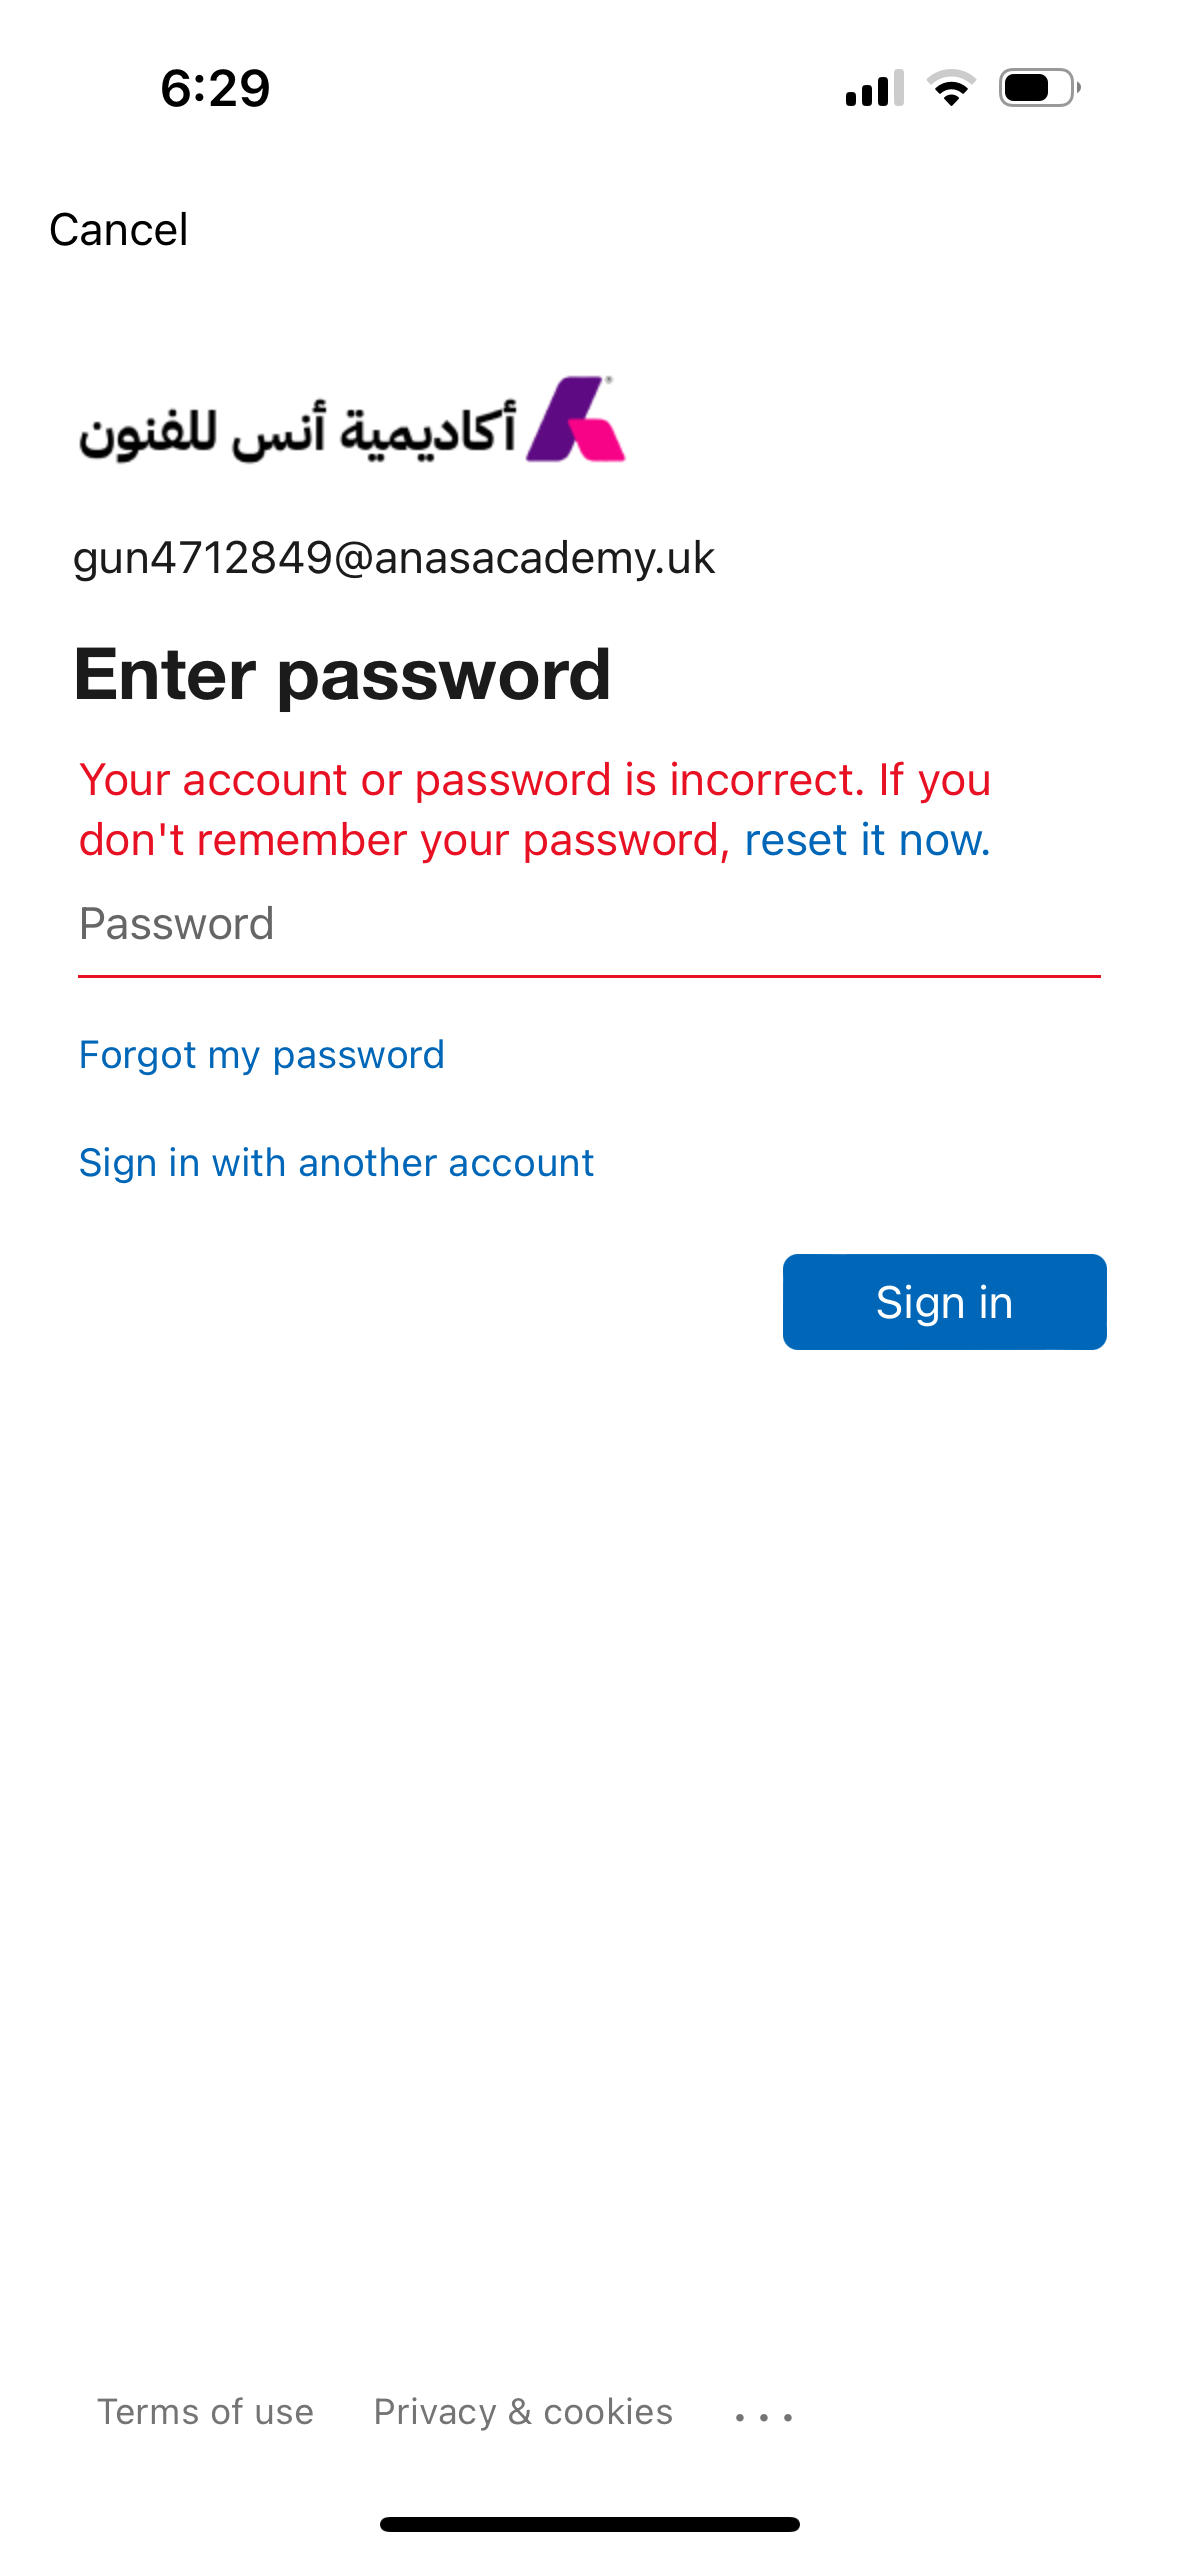 6:29
Cancel
أكاديمية أنس للفنون
gun4712849@anasacademy.uk
Enter password
Your account or password is incorrect. If you
don't remember your password, reset it now.
Password
Forgot my password
Sign in with another account
Sign in
Terms of use Privacy & cookies ...